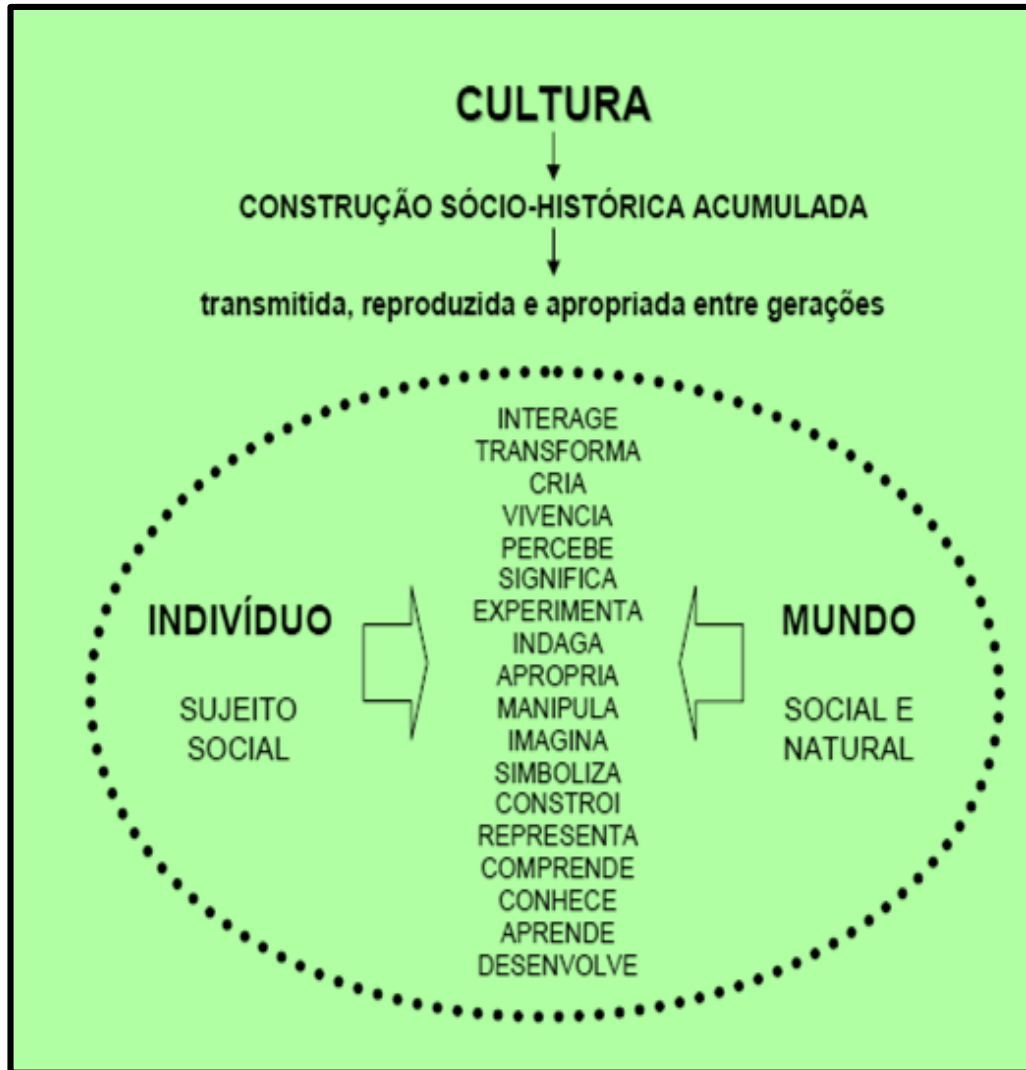 CULTURA
CONSTRUÇÃO SÓCIO-HISTÓRICA ACUMULADA
transmitida, reproduzida e apropriada entre gerações
INTERAGE
TRANSFORMA
CRIA
VIVENCIA
PERCEBE
SIGNIFICA
EXPERIMENTA
INDAGA
APROPRIA
MANIPULA
IMAGINA
SIMBOLIZA
CONSTROI
REPRESENTA
COMPRENDE
CONHECE
APRENDE
DESENVOLVE
INDIVÍDUO
SUJEITO
SOCIAL
MUNDO
SOCIAL E
NATURAL